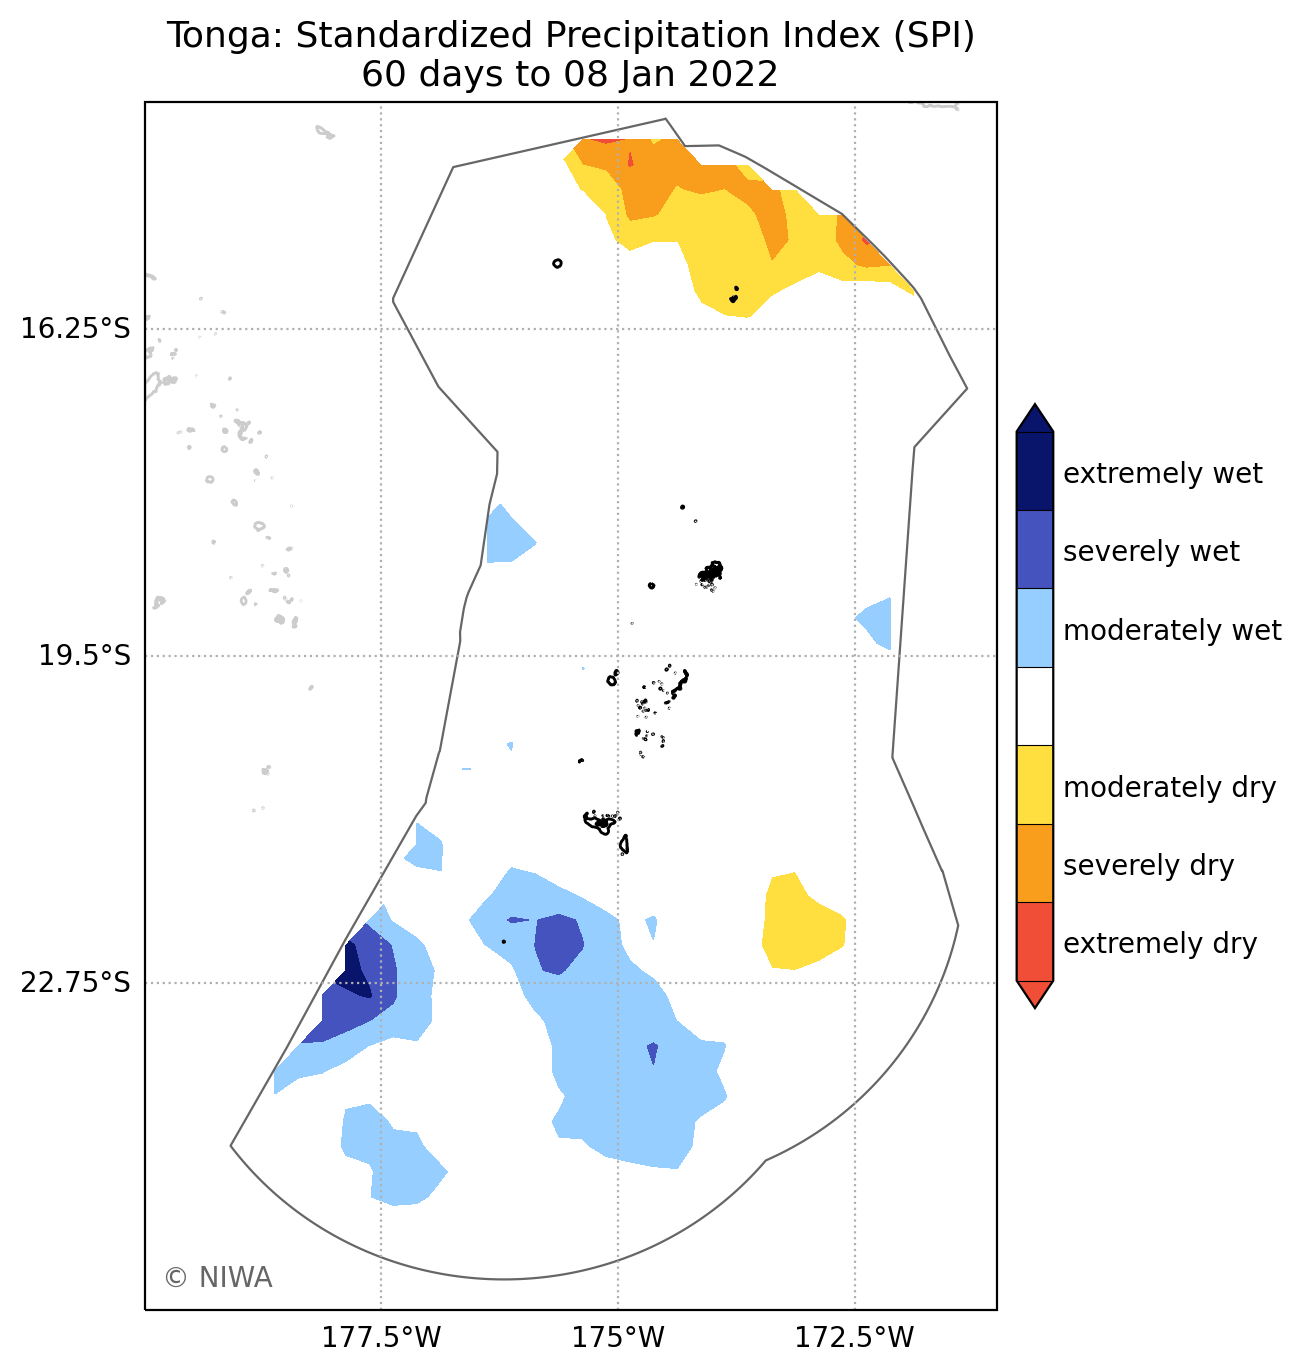 Tonga: Standardized Precipitation Index (SPI)
60 days to 08 Jan 2022
16.25°S
19.5°S
22.75°S
177.5°W
175°W
172.5°W
extremely wet
severely wet
moderately wet
moderately dry
severely dry
extremely dry
© NIWA